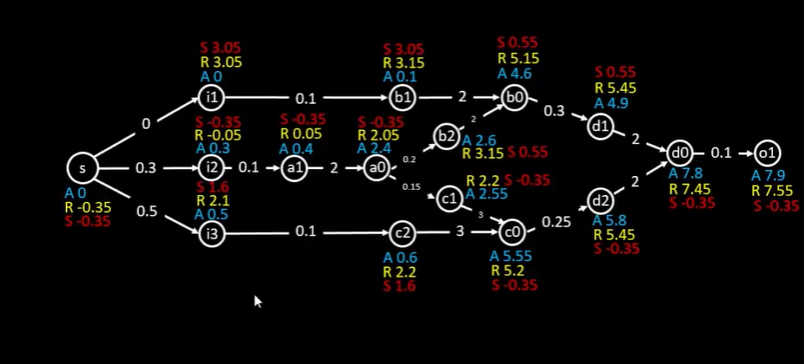 S 3.05
R 3.05
A 0
i1
0.1
S 3.05
R 3.15
A 0.1
b1
2
S 0.55
R 5.15
A 4.6
b0
0.3
S 0.55
R 5.45
A 4.9
d1
2
0
S -0.35
R -0.05
A 0.3
i2
0.1
S -0.35
R 0.05
A 0.4
a1
2
S -0.35
R 2.05
A 2.4
a0
0.2
b2
2
A 2.6
R 3.15 S 0.55
s
A 0
R -0.35
S -0.35
0.3
0.15
R 2.2 S -0.35
A 2.55
c1
3
d0
A 7.8
R 7.45
S -0.35
0.1
o1
A 7.9
R 7.55
S -0.35
0.5
S 1.6
R 2.1
A 0.5
i3
0.1
c2
A 0.6
R 2.2
S 1.6
3
c0
A 5.55
R 5.2
S -0.35
0.25
d2
2
A 5.8
R 5.45
S -0.35